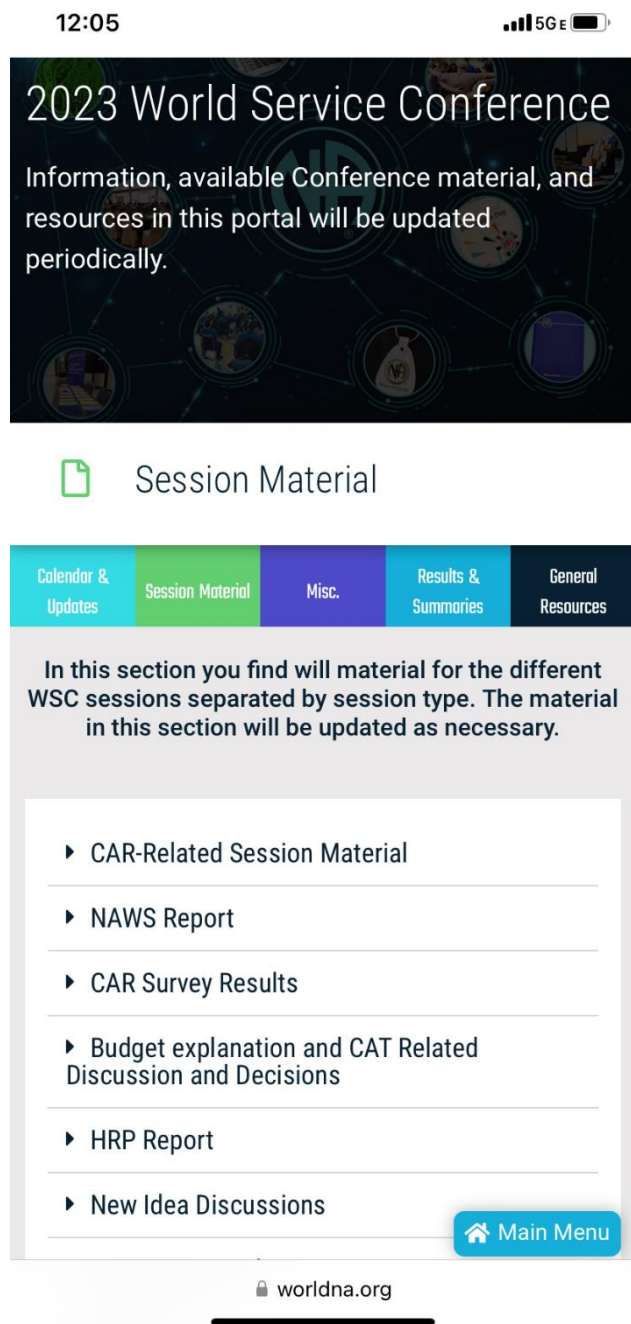 12:05
5G E
2023 World Service Conference
Information, available Conference material, and
resources in this portal will be updated
periodically.
Session Material
Calendar &
Updates
Session Material
Misc.
Results &
Summaries
General
Resources
In this section you find will material for the different
WSC sessions separated by session type. The material
in this section will be updated as necessary.
CAR-Related Session Material
NAWS Report
CAR Survey Results
Budget explanation and CAT Related
Discussion and Decisions
HRP Report
New Idea Discussions
Main Menu
worldna.org